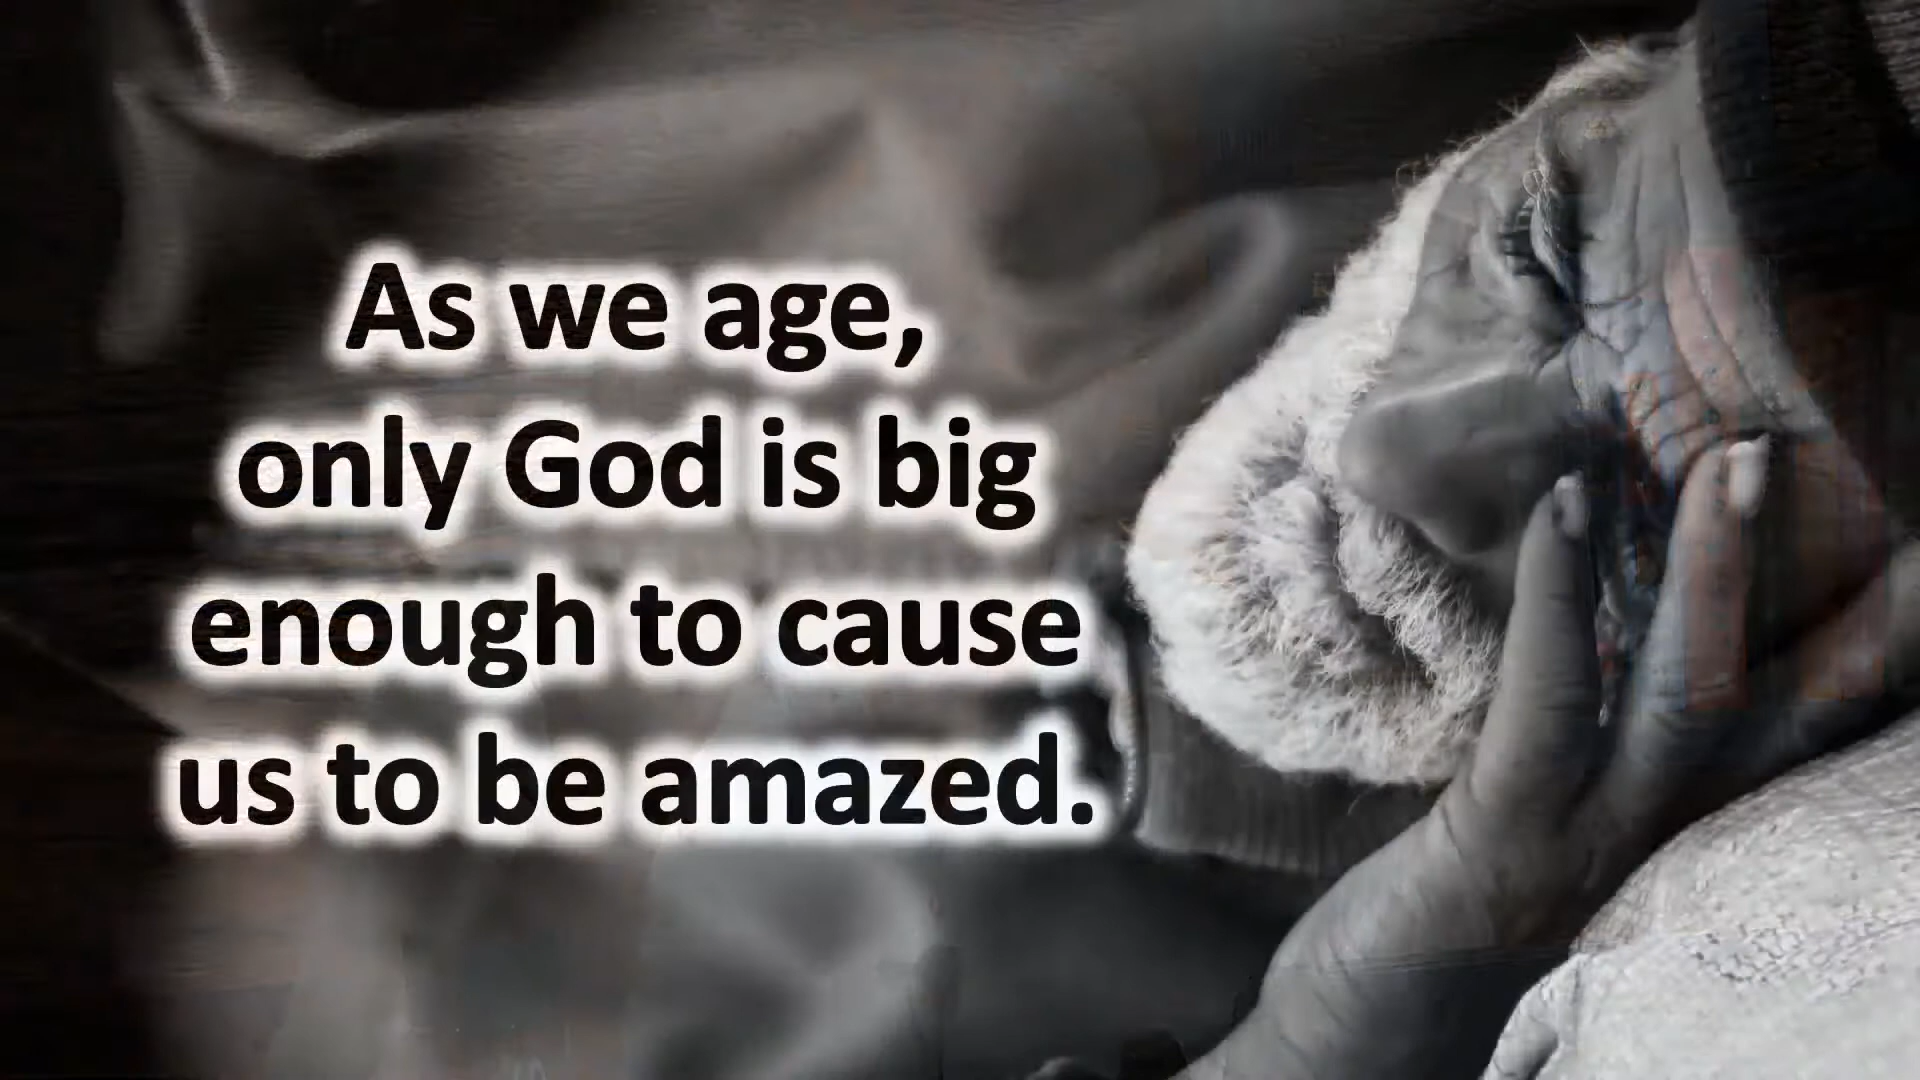 As we age,
only God is big
enough to cause
us to be amazed.